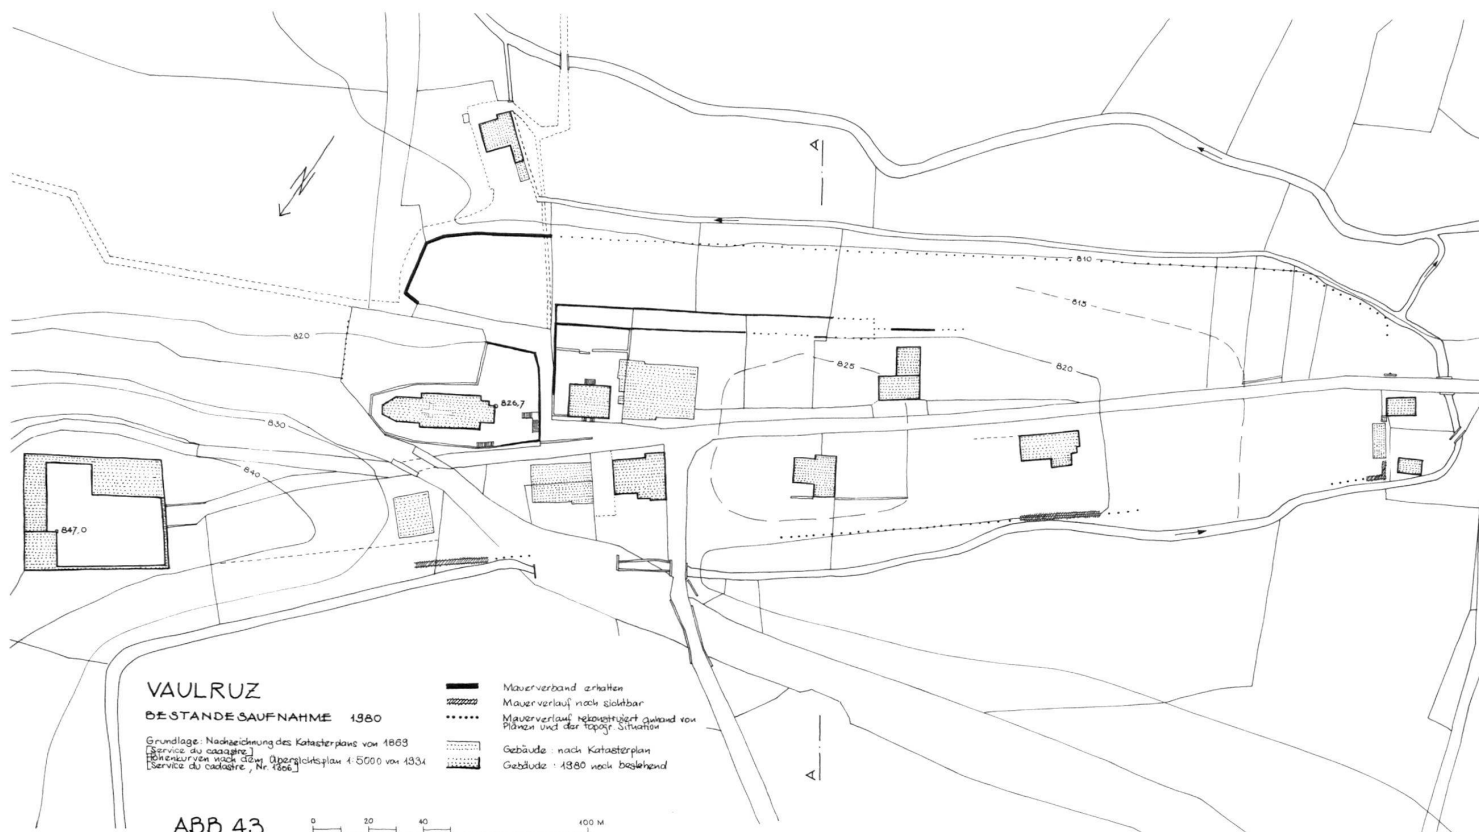 A
N
810
815
820
825
820
826,7
830
840
847,0
VAULRUZ
BESTANDESAUFNAHME 1980
Grundlage: Nachzeichnung des Katasterplans von 1869
[Service du cadastre]
Höhenkurven nach dem Übersichtsplan 1:5000 von 1931
[Service du cadastre, Nr. 1206]
Mauerverband erhalten
Mauerverlauf noch sichtbar
Mauerverlauf rekonstruiert anhand von
Plänen und der topogr. Situation
Gebäude : nach Katasterplan
Gebäude : 1980 noch bestehend
A
ABB 43
0 20 40 100 M